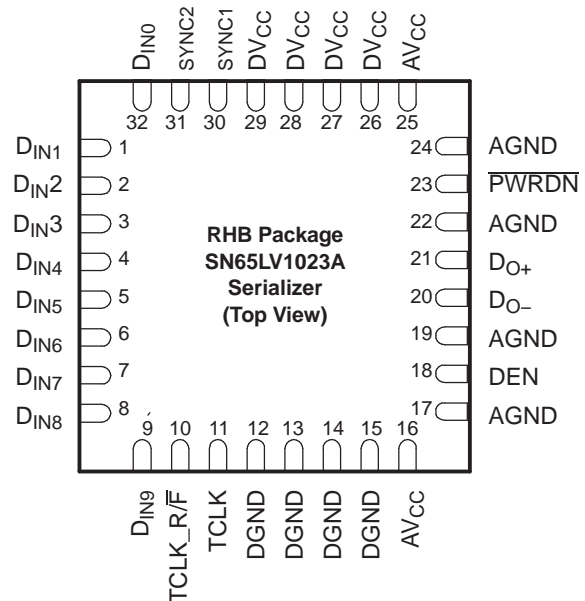 DIN0
SYNC2
SYNC1
DVCC
DVCC
DVCC
DVCC
AVCC
32 31 30 29 28 27 26 25
DIN1 1
DIN2 2
DIN3 3
DIN4 4
DIN5 5
DIN6 6
DIN7 7
DIN8 8
24 AGND
23 PWRDN
22 AGND
21 DO+
20 DO–
19 AGND
18 DEN
17 AGND
RHB Package
SN65LV1023A
Serializer
(Top View)
9 10 11 12 13 14 15 16
DIN9
TCLK_R/F
TCLK
DGND
DGND
DGND
DGND
AVCC